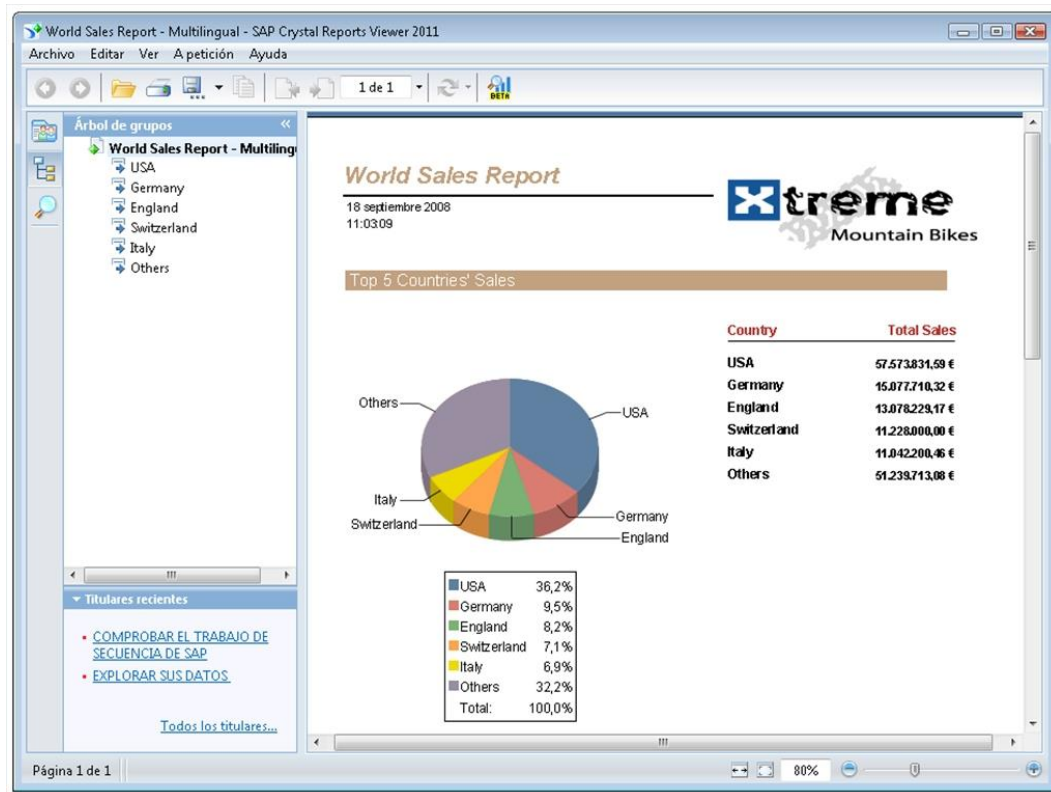 World Sales Report - Multilingual - SAP Crystal Reports Viewer 2011
Archivo Editar Ver A petición Ayuda
1 de 1
BETA
Árbol de grupos
World Sales Report - Multiling
USA
Germany
England
Switzerland
Italy
Others
Titulares recientes
COMPROBAR EL TRABAJO DE
SECUENCIA DE SAP
EXPLORAR SUS DATOS
Todos los titulares...
World Sales Report
18 septiembre 2008
11:03:09
Xtreme
Mountain Bikes
Top 5 Countries' Sales
Others
USA
Italy
Switzerland
Germany
England
USA 36,2%
Germany 9,5%
England 8,2%
Switzerland 7,1%
Italy 6,9%
Others 32,2%
Total: 100,0%
Country Total Sales
USA 57.573.831,59 €
Germany 15.077.710,32 €
England 13.078.229,17 €
Switzerland 11.228.000,00 €
Italy 11.042.200,46 €
Others 51.239.713,08 €
Página 1 de 1
80%